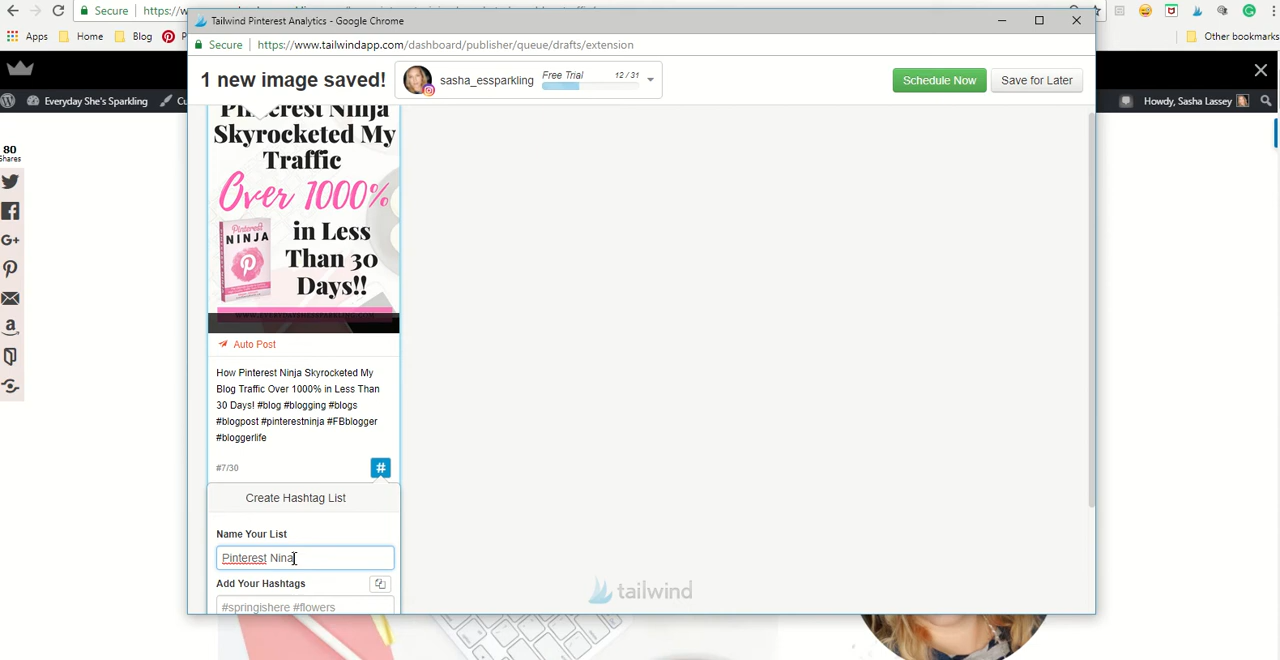 Tailwind Pinterest Analytics - Google Chrome
Secure
Secure https://www.tailwindapp.com/dashboard/publisher/queue/drafts/extension
Apps Home Blog
Other bookmarks
1 new image saved!
sasha_essparkling
Free Trial 12 / 31
Schedule Now
Save for Later
Everyday She's Sparkling
Howdy, Sasha Lassey
80
Shares
Pinterest Ninja
Skyrocketed My
Traffic
Over 1000%
in Less
Than 30
Days!!
Pinterest
NINJA
Auto Post
How Pinterest Ninja Skyrocketed My
Blog Traffic Over 1000% in Less Than
30 Days! #blog #blogging #blogs
#blogpost #pinterestninja #FBblogger
#bloggerlife
#7/30
#
Create Hashtag List
Name Your List
Pinterest Nina
Add Your Hashtags
#springishere #flowers
tailwind